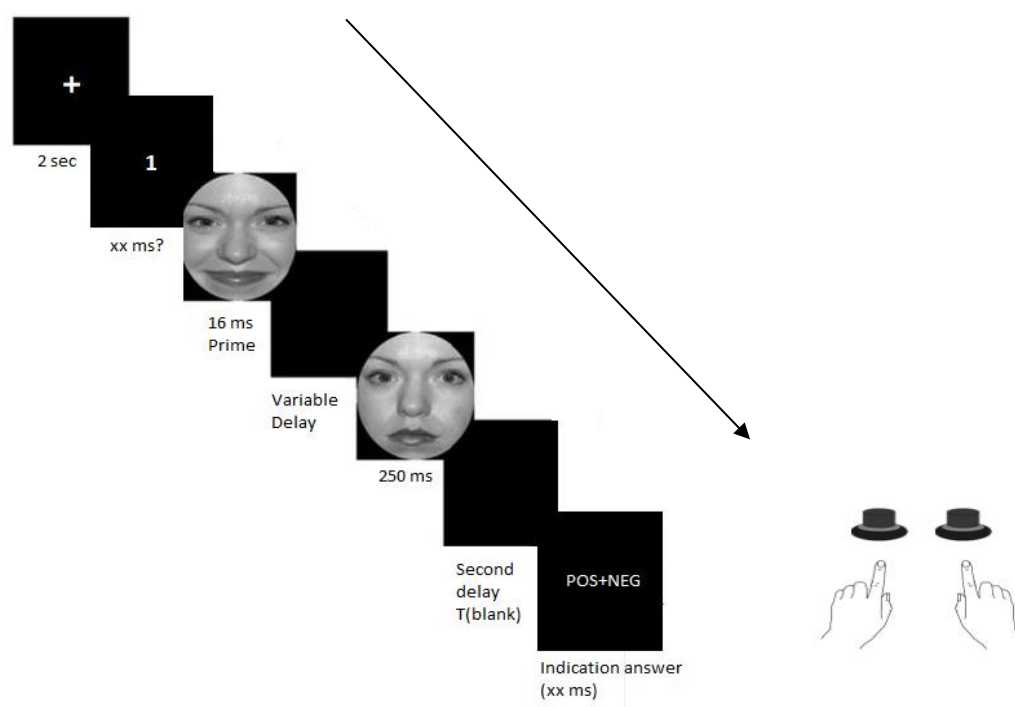 +
2 sec
1
xx ms?
16 ms
Prime
Variable
Delay
250 ms
Second
delay
T(blank)
POS+NEG
Indication answer
(xx ms)